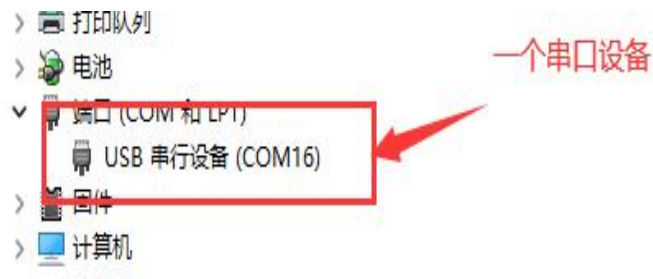 打印队列
一个串口设备
电池
端口 (COM 和 LPT)
USB 串行设备 (COM16)
固件
计算机